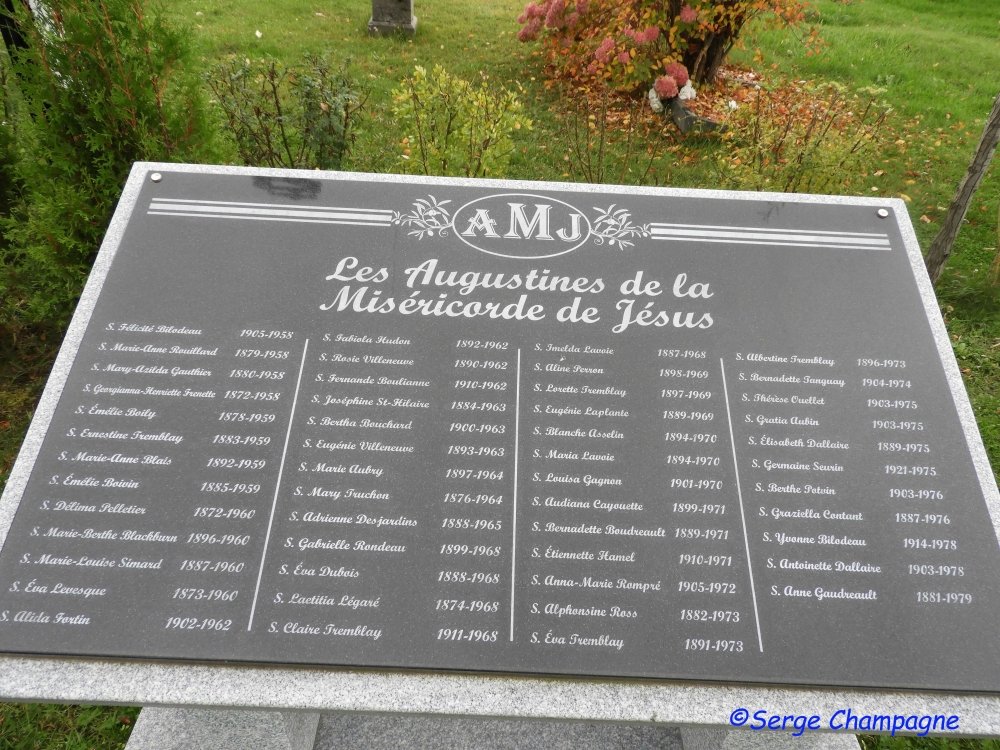 AMJ
Les Augustines de la
Miséricorde de Jésus
S. Félicité Bilodeau 1905-1958
S. Marie-Anne Rouillard 1879-1958
S. Mary-Azilda Gauthier 1880-1958
S. Georgianna-Henriette Frenette 1872-1958
S. Émélie Boily 1878-1959
S. Ernestine Tremblay 1883-1959
S. Marie-Anne Blais 1892-1959
S. Émélie Boivin 1885-1959
S. Délima Pelletier 1872-1960
S. Marie-Berthe Blackburn 1896-1960
S. Marie-Louise Simard 1887-1960
S. Éva Levesque 1873-1960
S. Alida Fortin 1902-1962
S. Fabiola Hudon 1892-1962
S. Rosie Villeneuve 1890-1962
S. Fernande Boulianne 1910-1962
S. Joséphine St-Hilaire 1884-1963
S. Bertha Bouchard 1900-1963
S. Eugénie Villeneuve 1893-1963
S. Marie Aubry 1897-1964
S. Mary Truchon 1876-1964
S. Adrienne Desjardins 1888-1965
S. Gabrielle Rondeau 1899-1968
S. Éva Dubois 1888-1968
S. Laetitia Légaré 1874-1968
S. Claire Tremblay 1911-1968
S. Imelda Lavoie 1887-1968
S. Aline Perron 1898-1969
S. Lorette Tremblay 1897-1969
S. Eugénie Laplante 1889-1969
S. Blanche Asselin 1894-1970
S. Maria Lavoie 1894-1970
S. Louisa Gagnon 1901-1970
S. Audiana Cayouette 1899-1971
S. Bernadette Boudreault 1889-1971
S. Étiennette Hamel 1910-1971
S. Anna-Marie Rompré 1905-1972
S. Alphonsine Ross 1882-1973
S. Éva Tremblay 1891-1973
S. Albertine Tremblay 1896-1973
S. Bernadette Tanguay 1904-1974
S. Thérèse Ouellet 1903-1975
S. Gratia Aubin 1903-1975
S. Élisabeth Dallaire 1889-1975
S. Germaine Seurin 1921-1975
S. Berthe Potvin 1903-1976
S. Graziella Contant 1887-1976
S. Yvonne Bilodeau 1914-1978
S. Antoinette Dallaire 1903-1978
S. Anne Gaudreault 1881-1979
©Serge Champagne